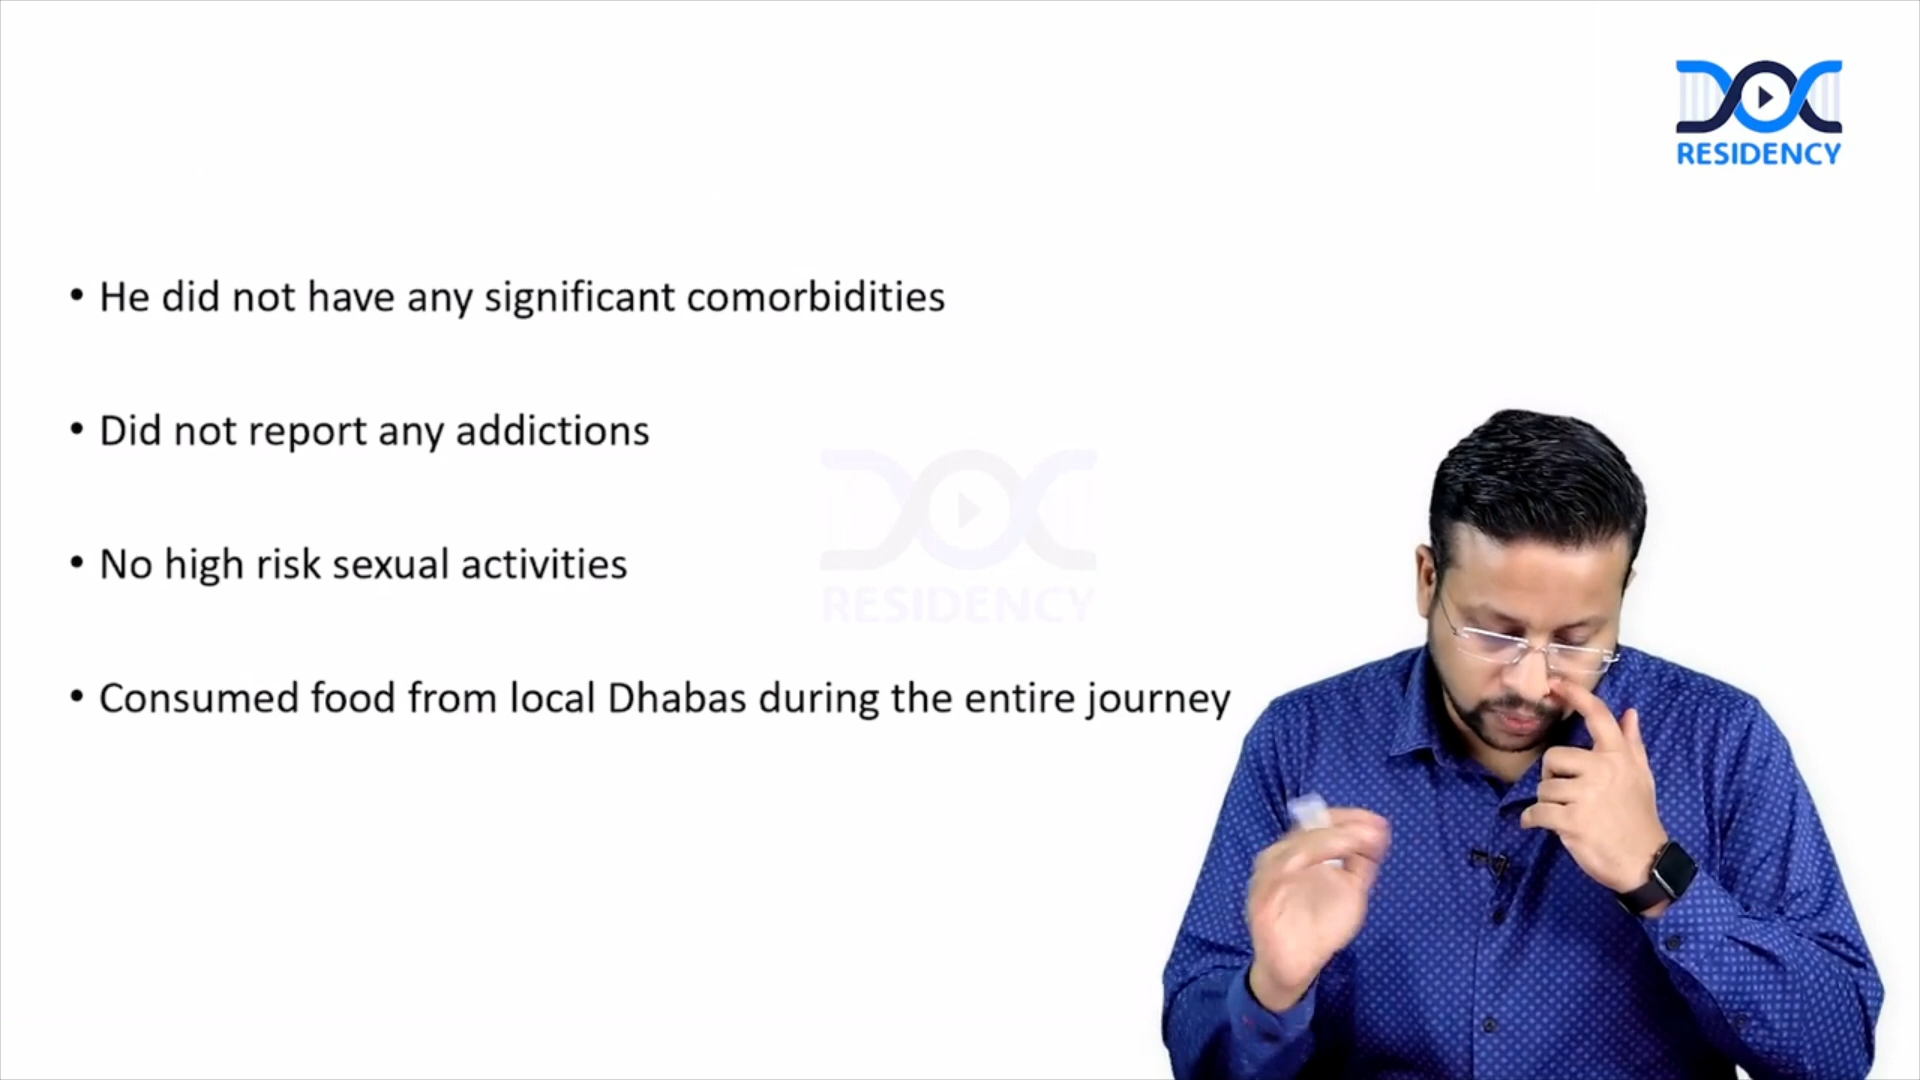 DOC
RESIDENCY
• He did not have any significant comorbidities
• Did not report any addictions
DOC
RESIDENCY
• No high risk sexual activities
• Consumed food from local Dhabas during the entire journey